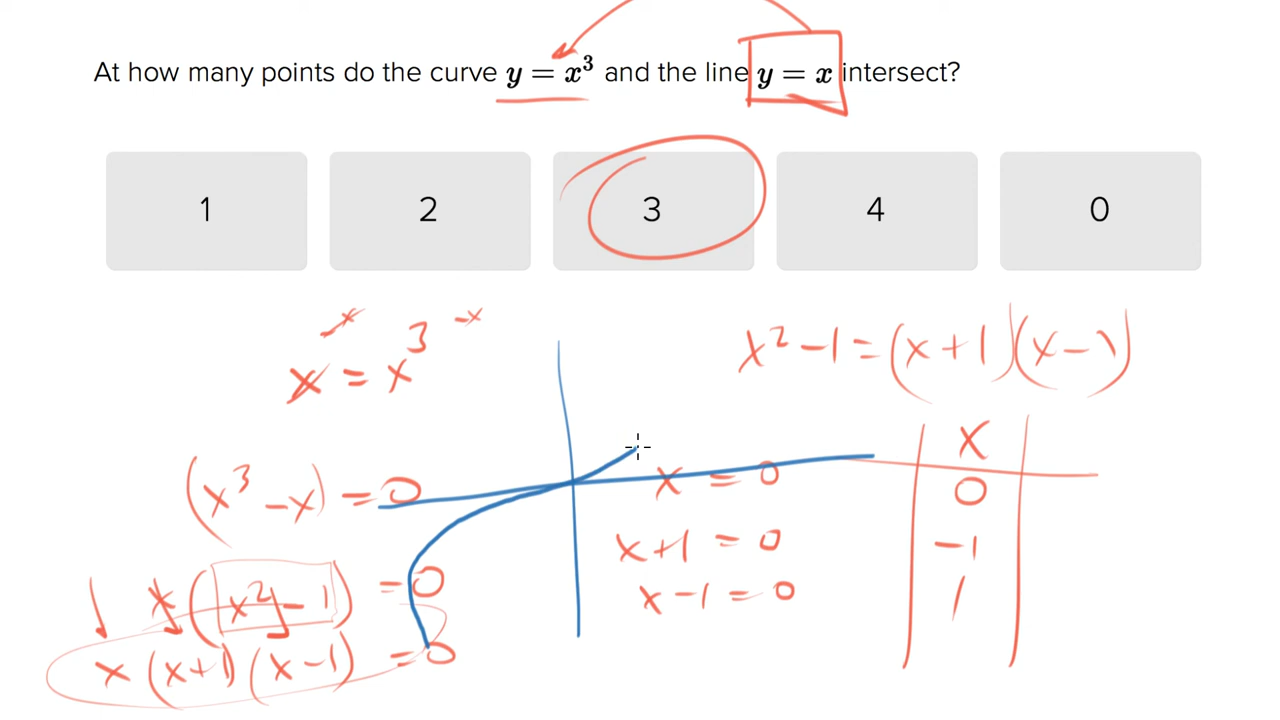 At how many points do the curve y = x³ and the line y = x intersect?
1
2
3
4
0
-x -x
x = x³
x² - 1 = (x+1)(x-1)
x
(x³ - x) = 0
x = 0
0
x+1 = 0
-1
x(x² - 1) = 0
x - 1 = 0
1
x(x+1)(x-1) = 0